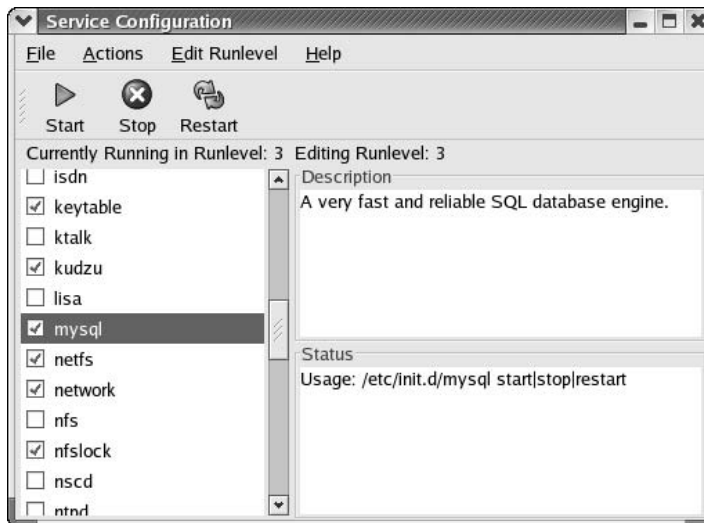 Service Configuration
File Actions Edit Runlevel Help
Start Stop Restart
Currently Running in Runlevel: 3 Editing Runlevel: 3
isdn
keytable
ktalk
kudzu
lisa
mysql
netfs
network
nfs
nfslock
nscd
ntpd
Description
A very fast and reliable SQL database engine.
Status
Usage: /etc/init.d/mysql start|stop|restart